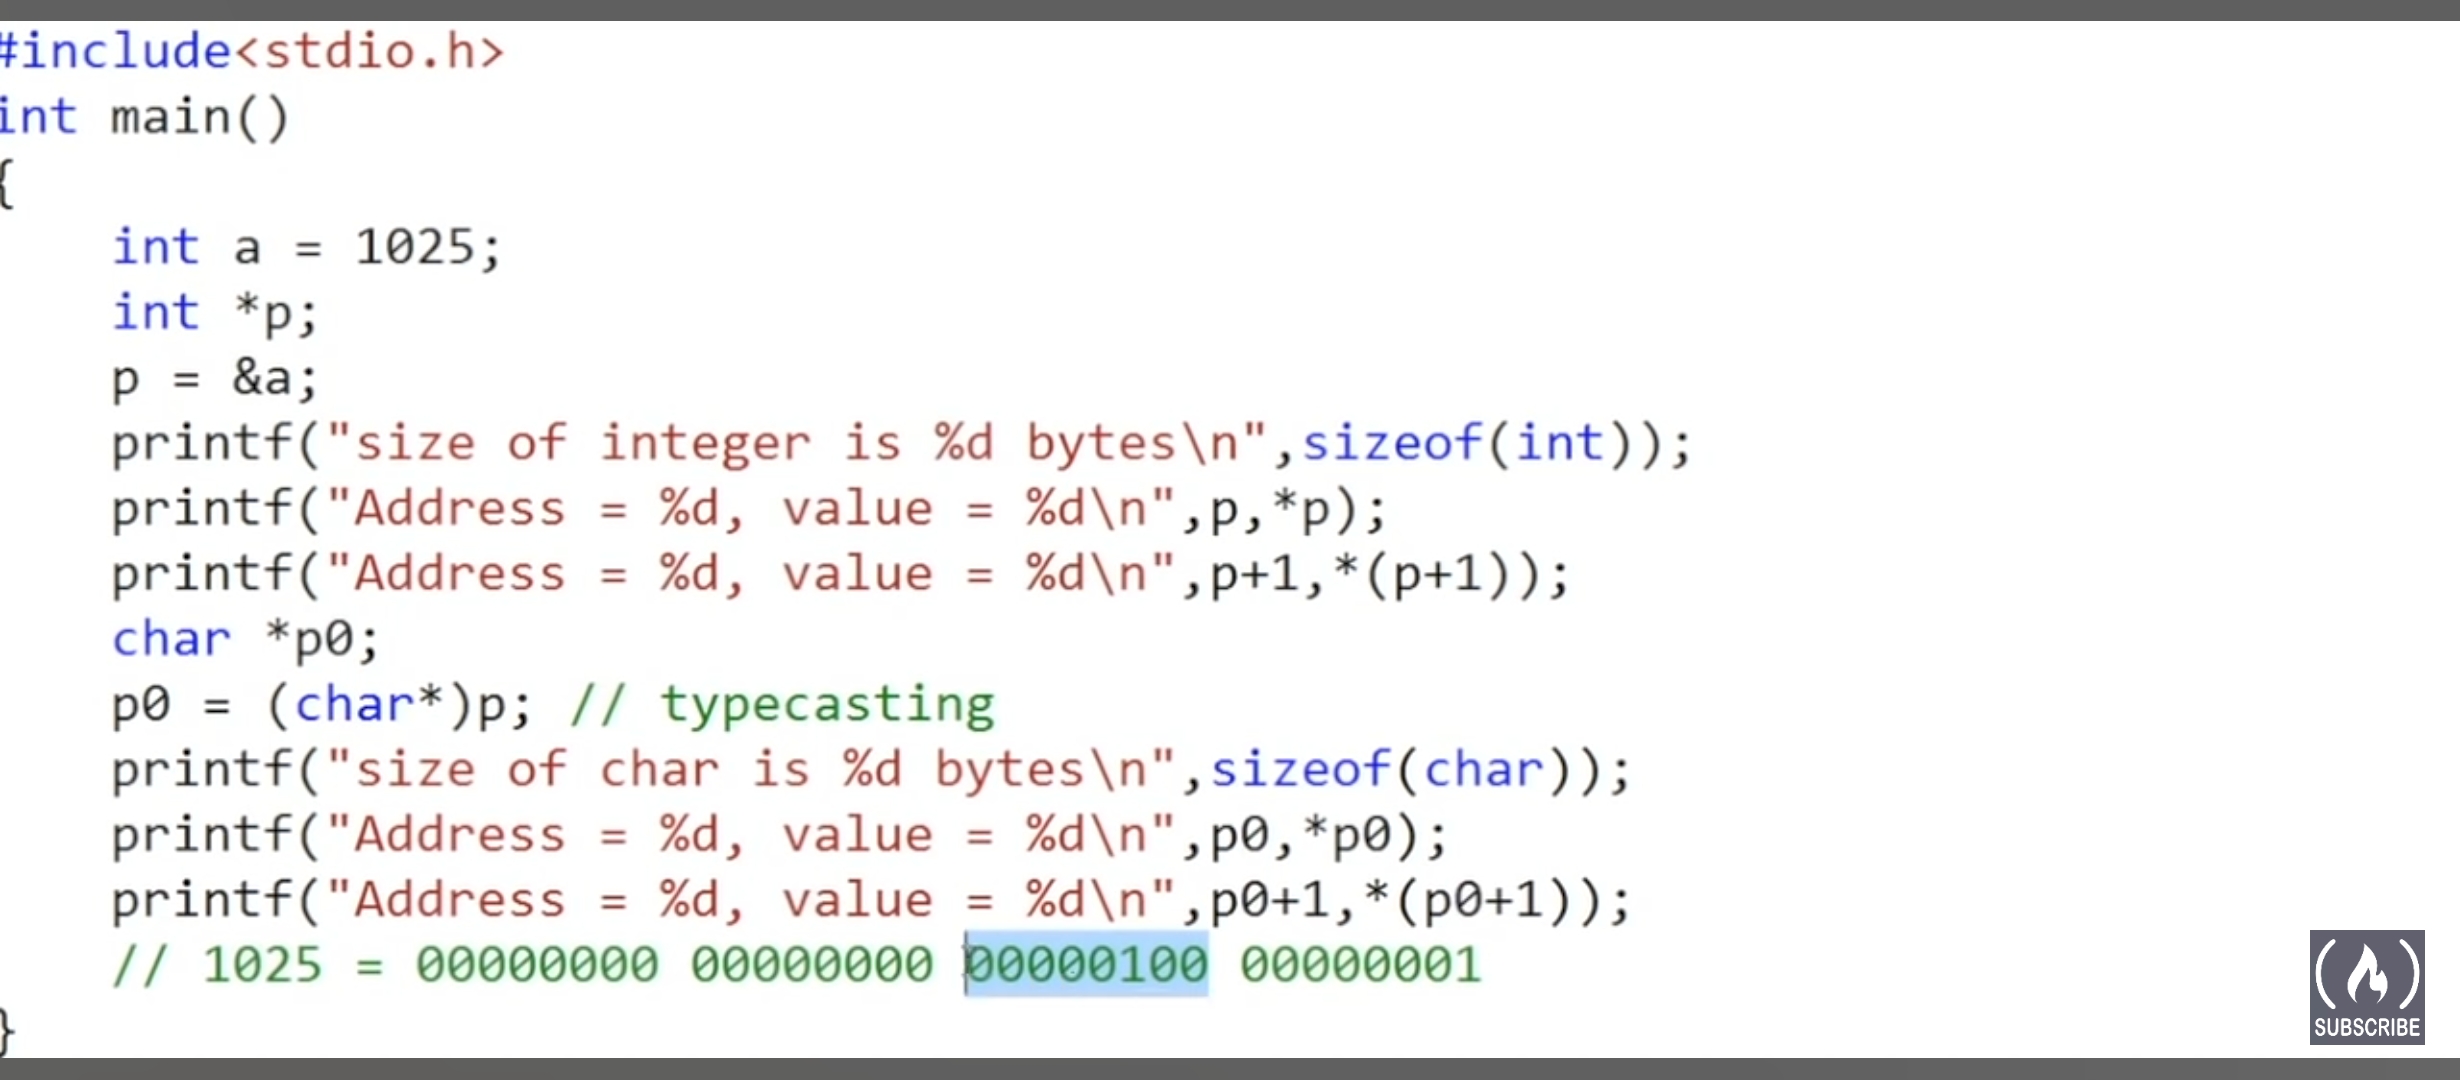 #include<stdio.h>
int main()
{
    int a = 1025;
    int *p;
    p = &a;
    printf("size of integer is %d bytes\n",sizeof(int));
    printf("Address = %d, value = %d\n",p,*p);
    printf("Address = %d, value = %d\n",p+1,*(p+1));
    char *p0;
    p0 = (char*)p; // typecasting
    printf("size of char is %d bytes\n",sizeof(char));
    printf("Address = %d, value = %d\n",p0,*p0);
    printf("Address = %d, value = %d\n",p0+1,*(p0+1));
    // 1025 = 00000000 00000000 00000100 00000001
}
SUBSCRIBE